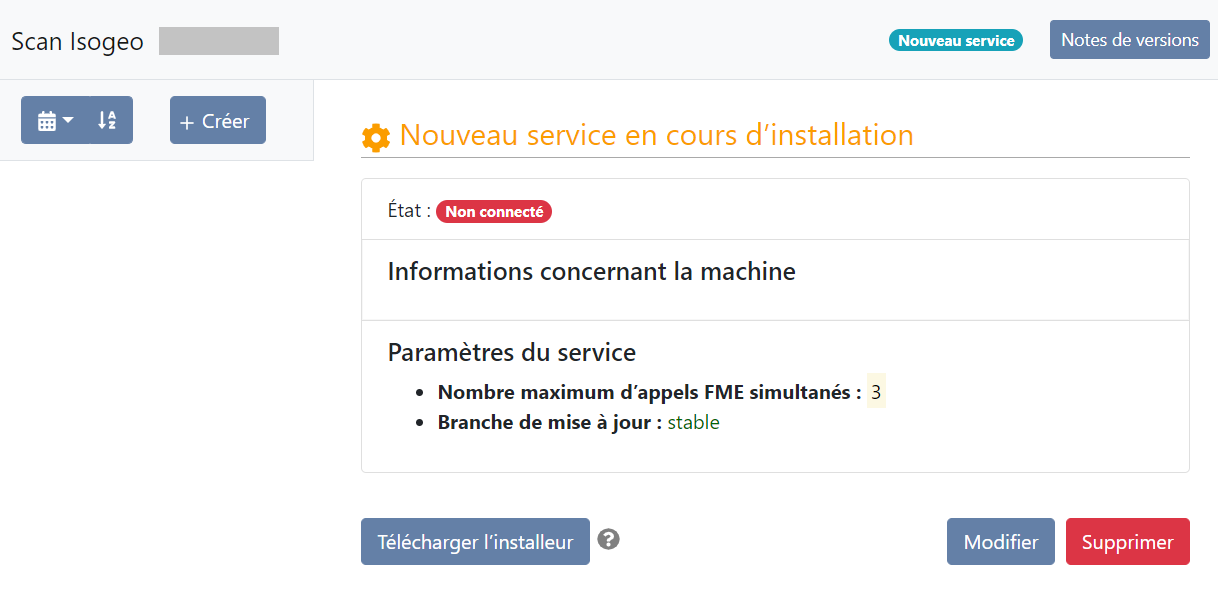 Scan Isogeo
Nouveau service
Notes de versions
+ Créer
Nouveau service en cours d’installation
État : Non connecté
Informations concernant la machine
Paramètres du service
• Nombre maximum d’appels FME simultanés : 3
• Branche de mise à jour : stable
Télécharger l’installeur ?
Modifier
Supprimer